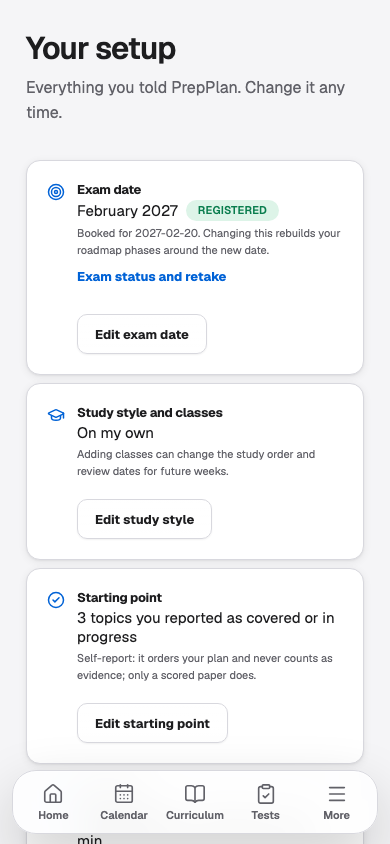 Your setup
Everything you told PrepPlan. Change it any
time.
Exam date
February 2027 REGISTERED
Booked for 2027-02-20. Changing this rebuilds your
roadmap phases around the new date.
Exam status and retake
Edit exam date
Study style and classes
On my own
Adding classes can change the study order and
review dates for future weeks.
Edit study style
Starting point
3 topics you reported as covered or in
progress
Self-report: it orders your plan and never counts as
evidence; only a scored paper does.
Edit starting point
Home Calendar Curriculum Tests More
min